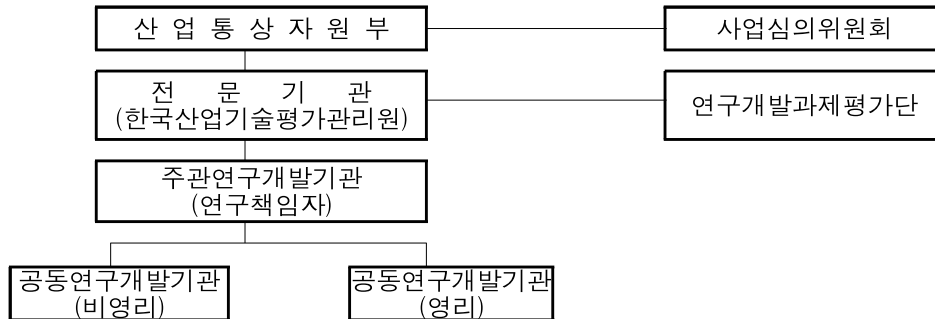 산 업 통 상 자 원 부
사업심의위원회
전 문 기 관
(한국산업기술평가관리원)
연구개발과제평가단
주관연구개발기관
(연구책임자)
공동연구개발기관
(비영리)
공동연구개발기관
(영리)